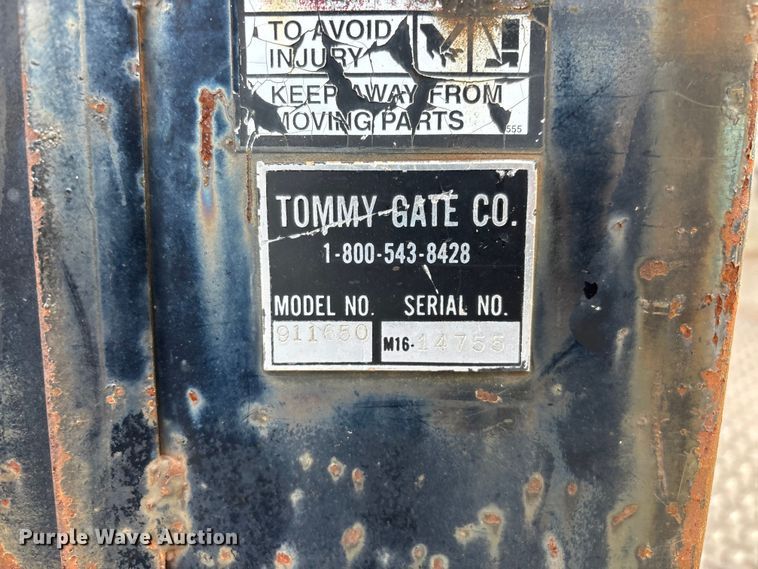 TO AVOID
INJURY
KEEP AWAY FROM
MOVING PARTS
555
TOMMY GATE CO.
1-800-543-8428
MODEL NO. SERIAL NO.
911650 M16-14755
Purple Wave Auction